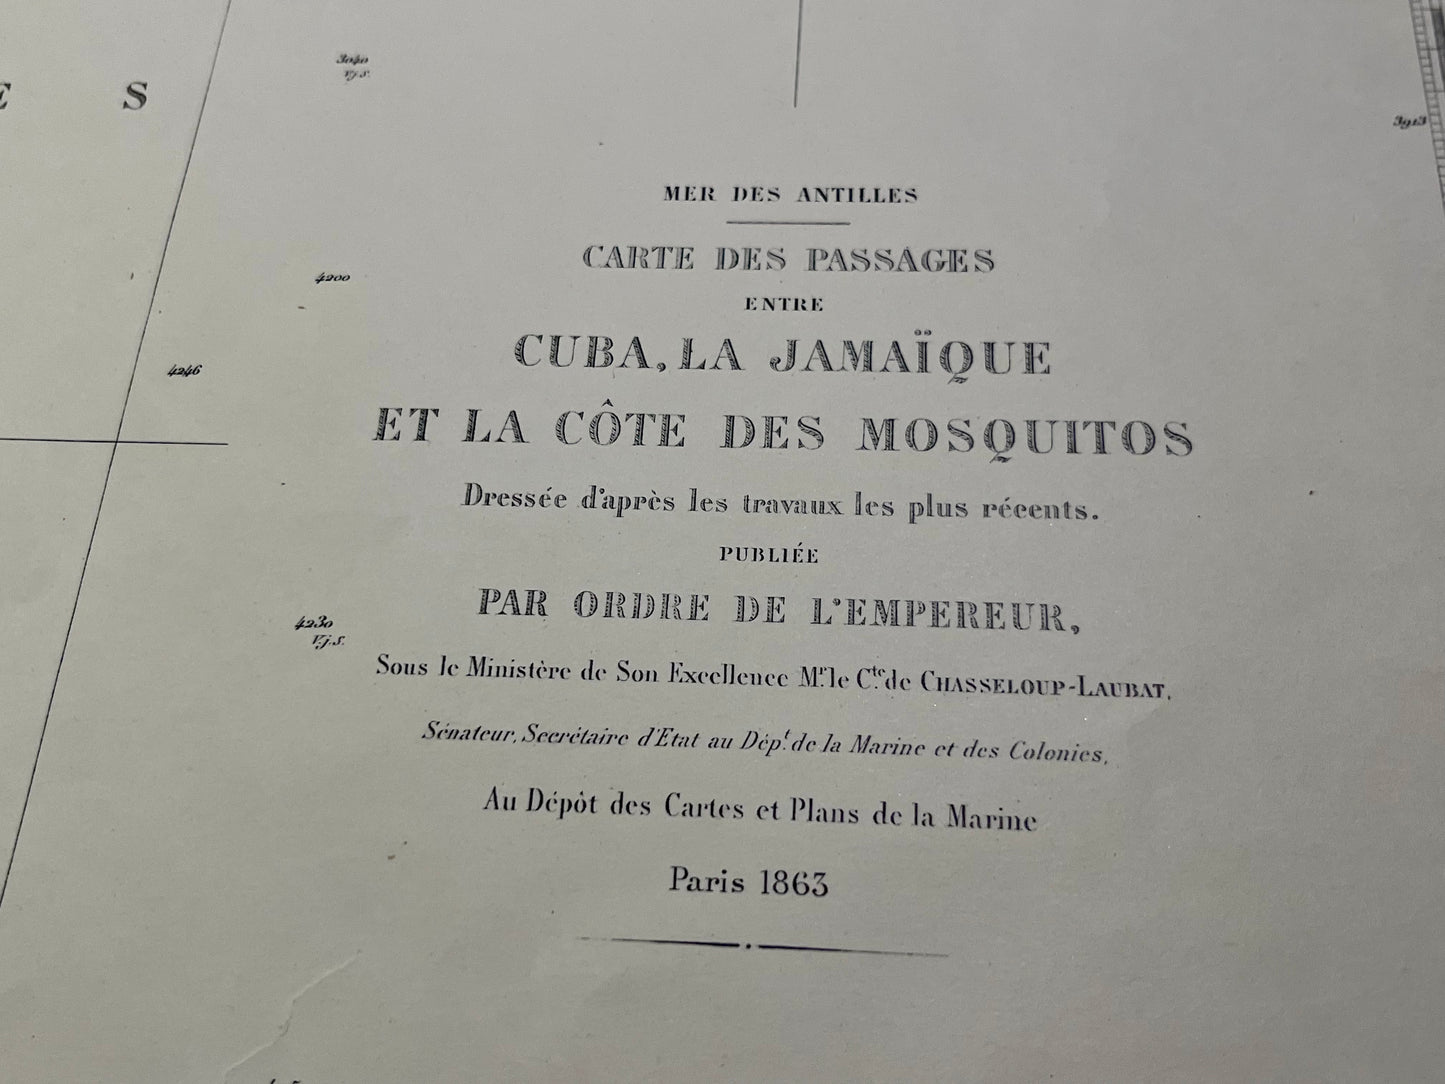 E S
3040
V.j.S.
3913
MER DES ANTILLES
CARTE DES PASSAGES
4200
ENTRE
CUBA, LA JAMAÏQUE
4246
ET LA CÔTE DES MOSQUITOS
Dressée d'après les travaux les plus récents.
PUBLIÉE
PAR ORDRE DE L'EMPEREUR,
4230
V.j.S.
Sous le Ministère de Son Excellence Mr. le Cte. de CHASSELOUP-LAUBAT,
Sénateur, Secrétaire d'Etat au Dépt. de la Marine et des Colonies,
Au Dépôt des Cartes et Plans de la Marine
Paris 1863